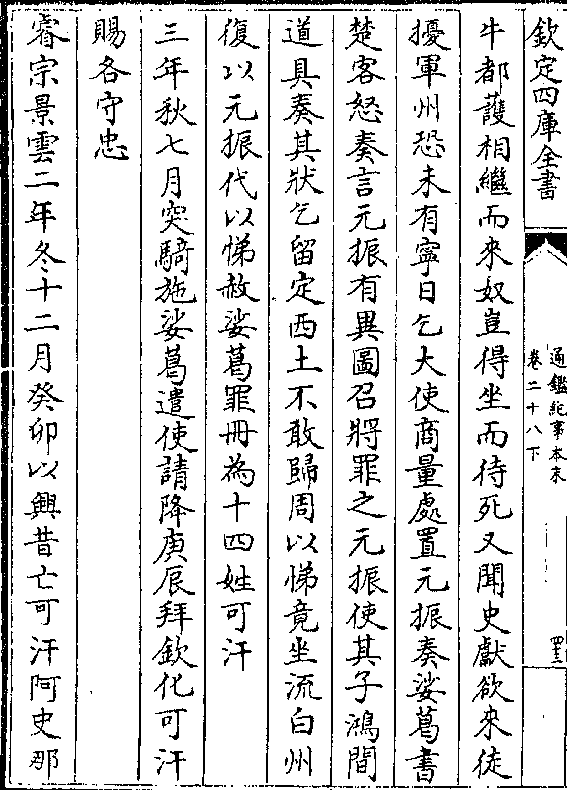 欽定四庫全書
通鑑紀事本末
卷二十八下
牛都護相繼而來奴豈得坐而待死又聞史獻欲來徒
擾軍州恐未有寧日乞大使商量處置元振奏娑葛書
楚客怒奏言元振有異圖召將罪之元振使其子鴻間
道具奏其狀乞留定西土不敢歸周以悌竟坐流白州
復以元振代以悌赦娑葛罪冊為十四姓可汗
三年秋七月突騎施娑葛遣使請降庚辰拜欽化可汗
賜名守忠
睿宗景雲二年冬十二月癸卯以興昔亡可汗阿史那